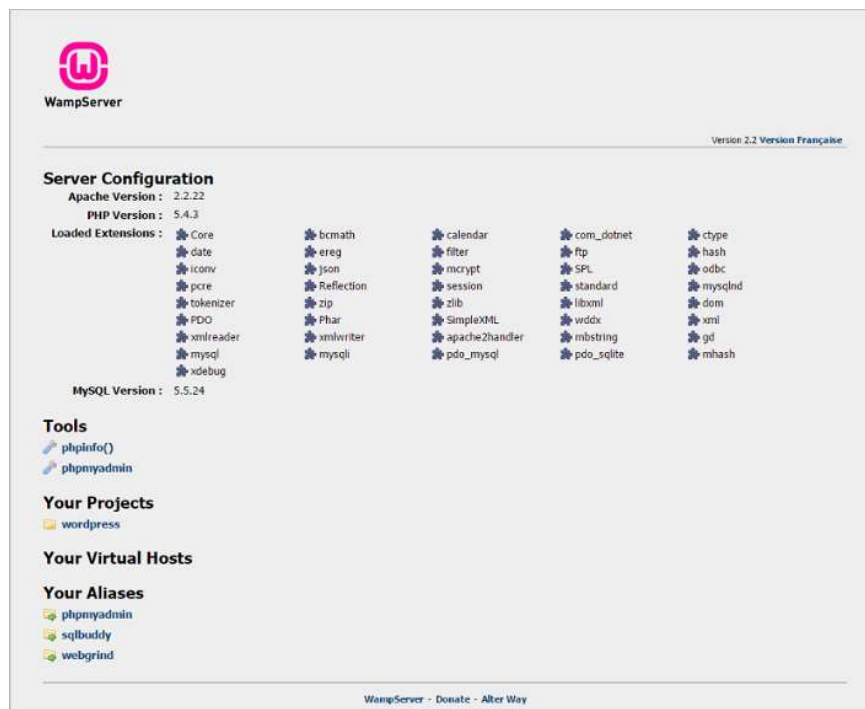 WampServer
Version 2.2 Version Française
Server Configuration
Apache Version : 2.2.22
PHP Version : 5.4.3
Loaded Extensions : Core bcmath calendar com_dotnet ctype
date ereg filter ftp hash
iconv json mcrypt SPL odbc
pcre Reflection session standard mysqlnd
tokenizer zip zlib libxml dom
PDO Phar SimpleXML wddx xml
xmlreader xmlwriter apache2handler mbstring gd
mysql mysqli pdo_mysql pdo_sqlite mhash
xdebug
MySQL Version : 5.5.24
Tools
phpinfo()
phpmyadmin
Your Projects
wordpress
Your Virtual Hosts
Your Aliases
phpmyadmin
sqlbuddy
webgrind
WampServer - Donate - Alter Way